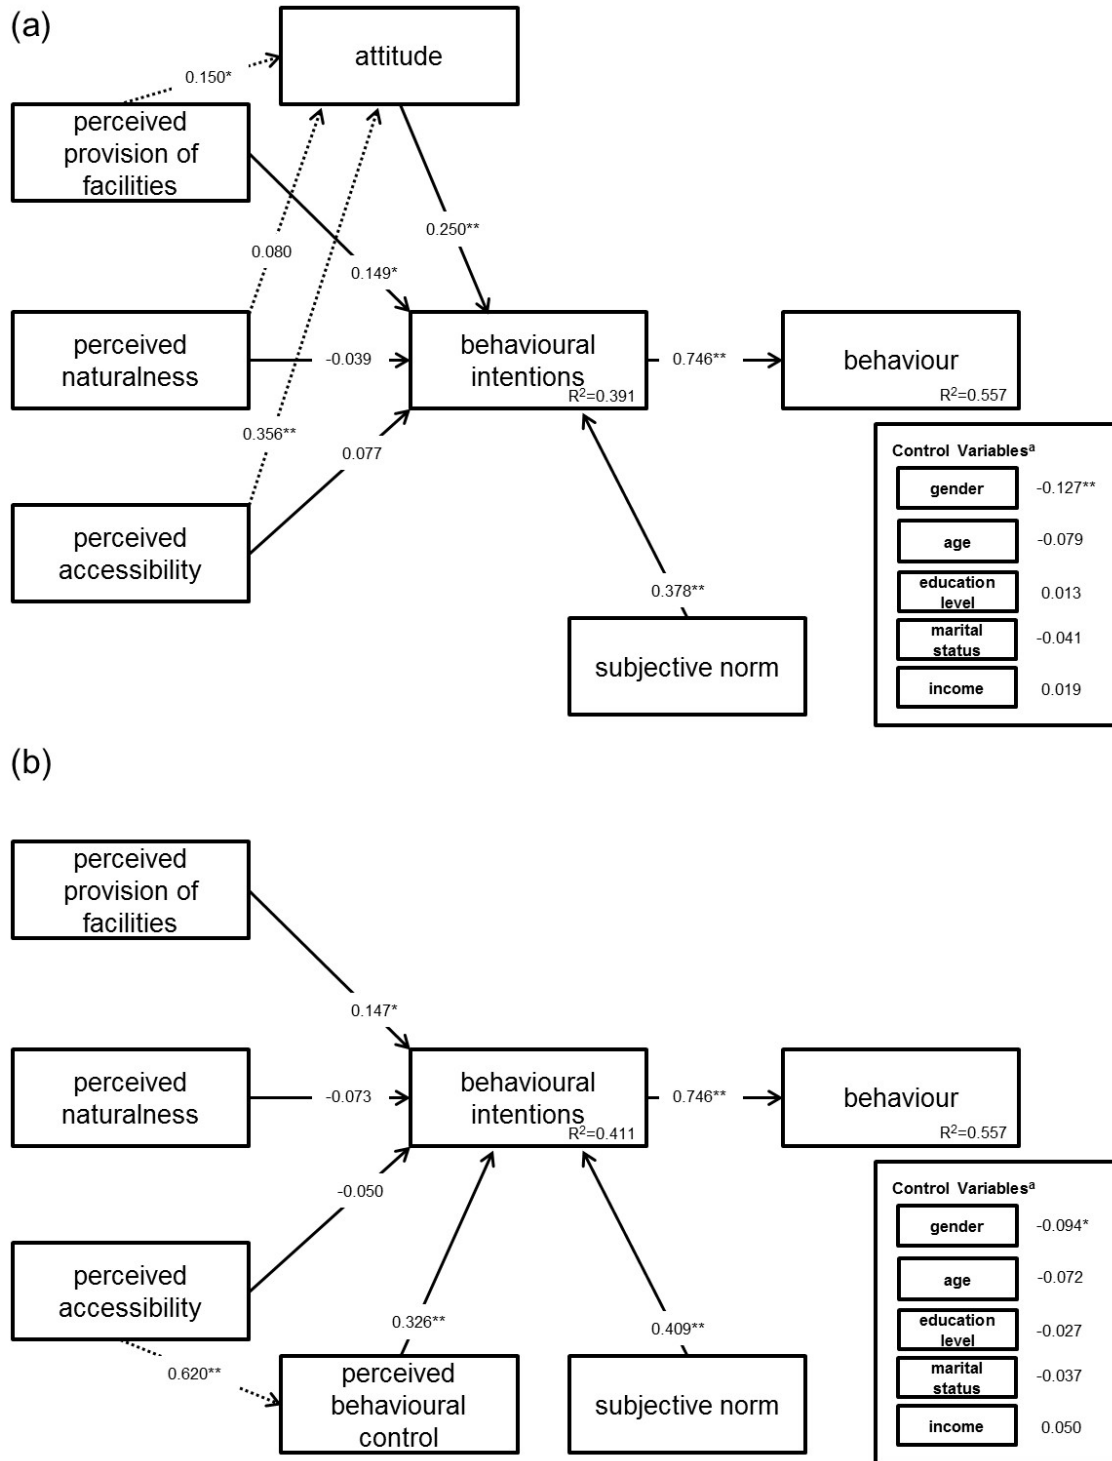 (a)
attitude
0.150*
perceived
provision of
facilities
0.250**
0.080
0.149*
perceived
naturalness
-0.039
behavioural
intentions
R²=0.391
0.746**
behaviour
R²=0.557
0.356**
0.077
perceived
accessibility
0.378**
subjective norm
Control Variablesᵃ
gender -0.127**
age -0.079
education
level 0.013
marital
status -0.041
income 0.019
(b)
perceived
provision of
facilities
0.147*
perceived
naturalness
-0.073
behavioural
intentions
R²=0.411
0.746**
behaviour
R²=0.557
-0.050
perceived
accessibility
0.326**
0.409**
0.620**
perceived
behavioural
control
subjective norm
Control Variablesᵃ
gender -0.094*
age -0.072
education
level -0.027
marital
status -0.037
income 0.050